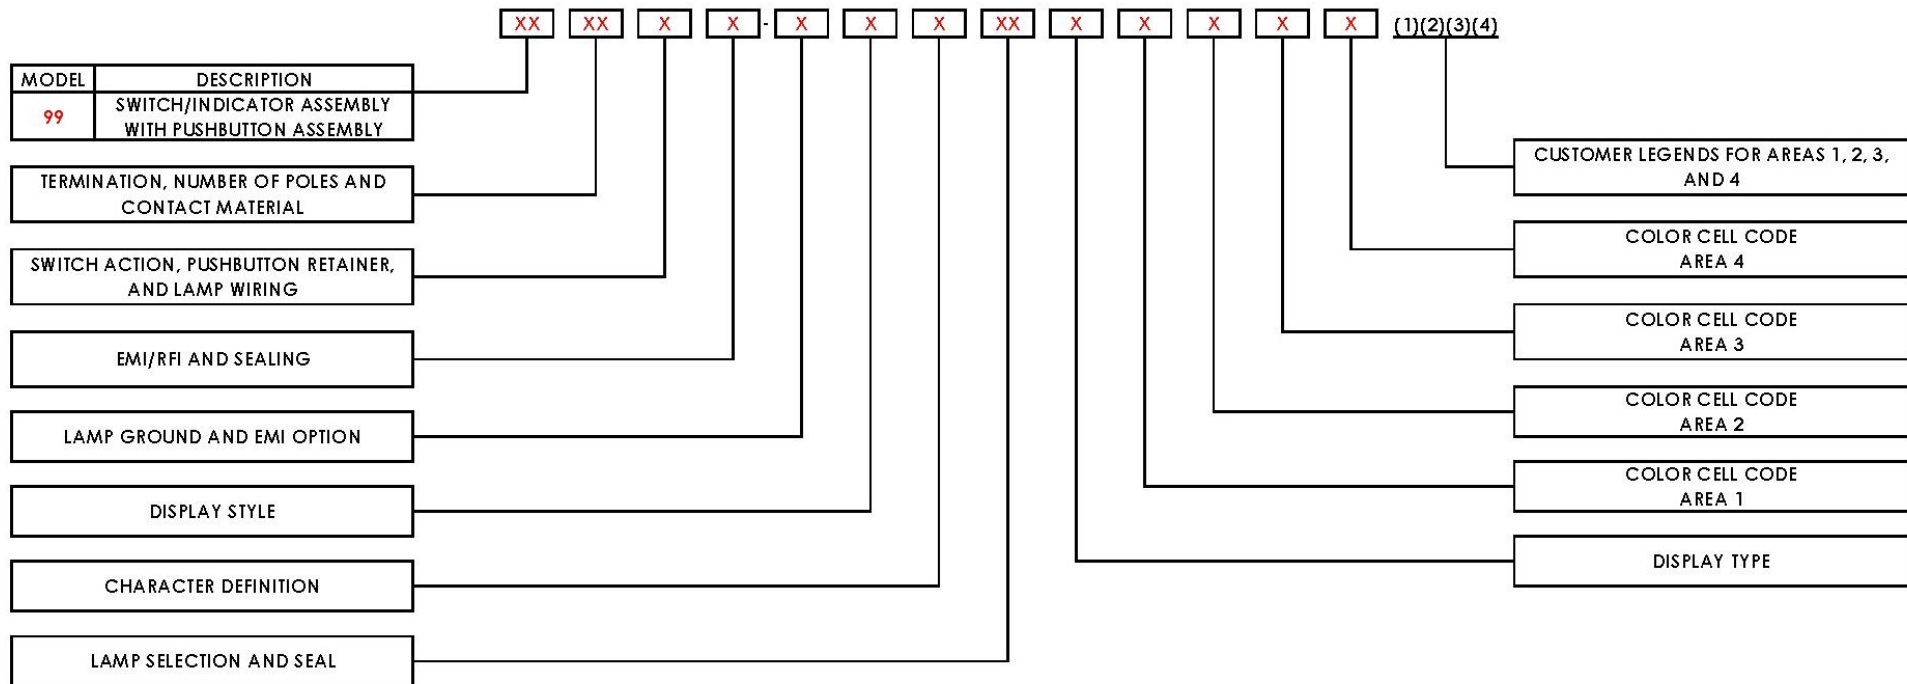 XX XX X X - X X X XX X X X X X (1)(2)(3)(4)
MODEL DESCRIPTION
99 SWITCH/INDICATOR ASSEMBLY
WITH PUSHBUTTON ASSEMBLY
TERMINATION, NUMBER OF POLES AND
CONTACT MATERIAL
SWITCH ACTION, PUSHBUTTON RETAINER,
AND LAMP WIRING
EMI/RFI AND SEALING
LAMP GROUND AND EMI OPTION
DISPLAY STYLE
CHARACTER DEFINITION
LAMP SELECTION AND SEAL
CUSTOMER LEGENDS FOR AREAS 1, 2, 3,
AND 4
COLOR CELL CODE
AREA 4
COLOR CELL CODE
AREA 3
COLOR CELL CODE
AREA 2
COLOR CELL CODE
AREA 1
DISPLAY TYPE